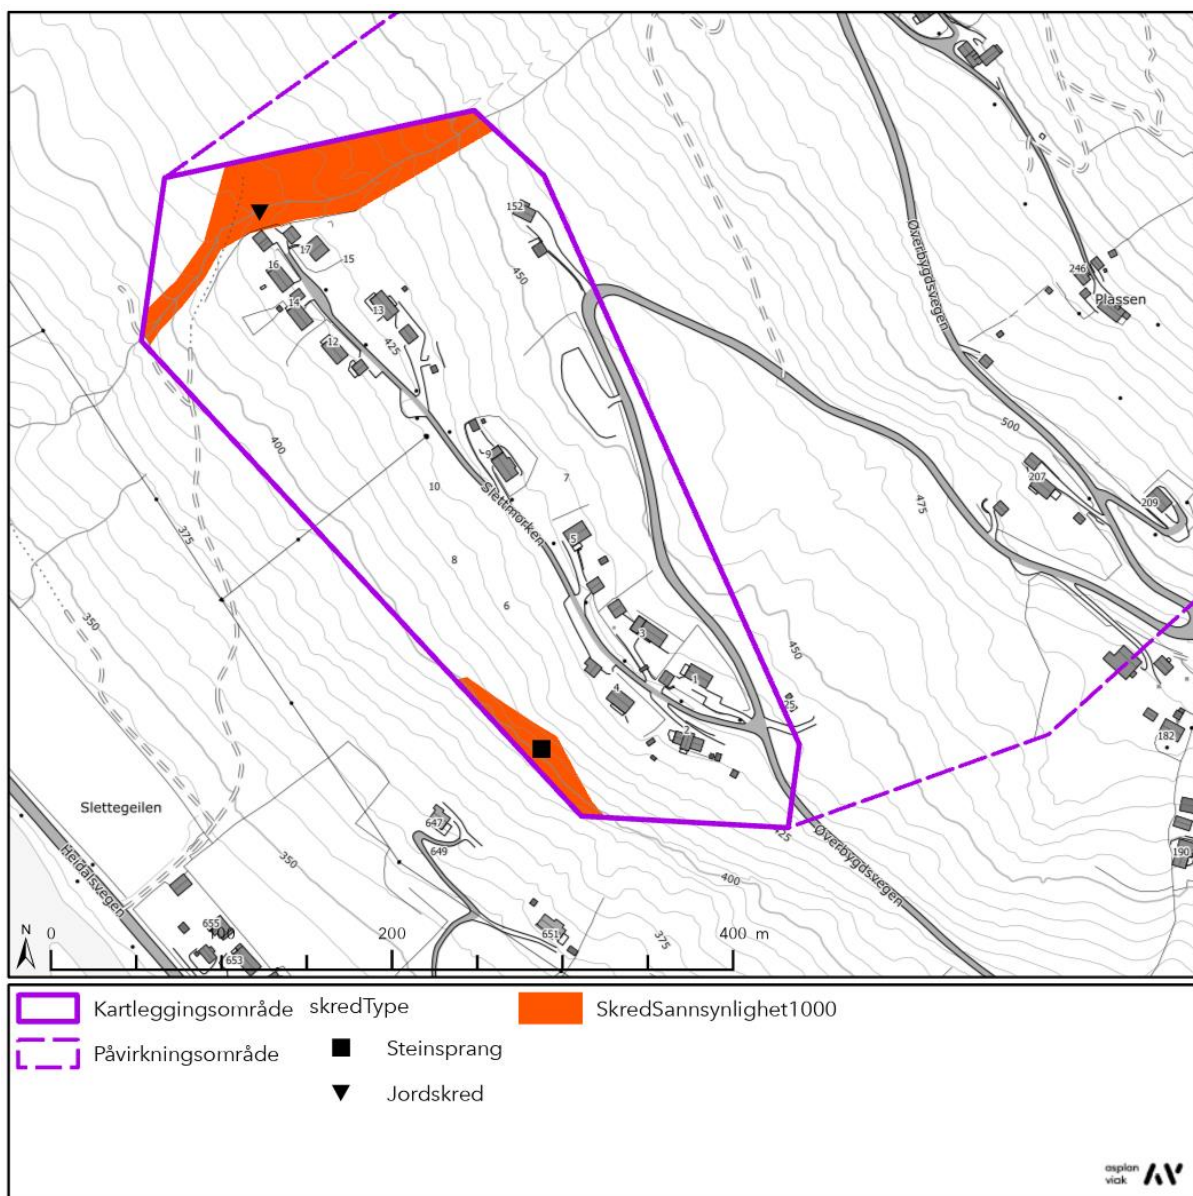 152
450
Øverbygdsvegen
246
Plassen
17
15
16
14
13
12
425
400
9
10
7
Slettmorken
500
207
209
475
375
5
8
6
350
3
450
1
4
2
25
182
Slettegeilen
647
649
350
Heidalsvegen
425
Øverbygdsvegen
400
190
655
653
651
375
N
0 100 200 400 m
Kartleggingsområde
skredType
SkredSannsynlighet1000
Påvirkningsområde
Steinsprang
Jordskred
asplan
viak